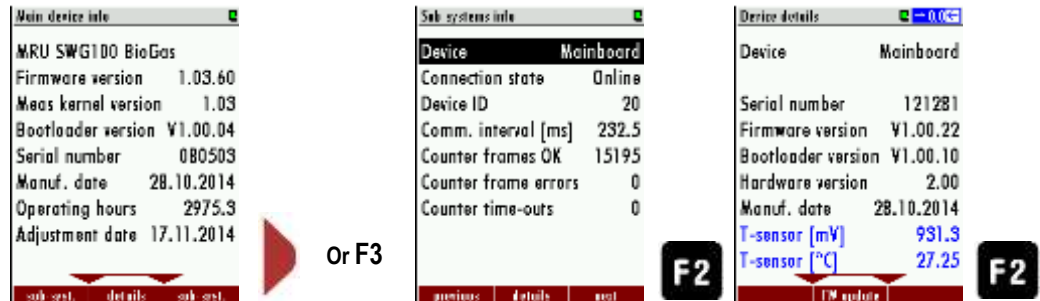 Main device info
MRU SWG100 BioGas
Firmware version 1.03.60
Meas kernel version 1.03
Bootloader version V1.00.04
Serial number 080503
Manuf. date 28.10.2014
Operating hours 2975.3
Adjustment date 17.11.2014
sub syst. details sub syst.
Or F3
Sub systems info
Device Mainboard
Connection state Online
Device ID 20
Comm. interval [ms] 232.5
Counter frames OK 15195
Counter frame errors 0
Counter time-outs 0
previous details next
F2
Device details
Device Mainboard
Serial number 121281
Firmware version V1.00.22
Bootloader version V1.00.10
Hardware version 2.00
Manuf. date 28.10.2014
T-sensor [mV] 931.3
T-sensor [°C] 27.25
FW update
F2